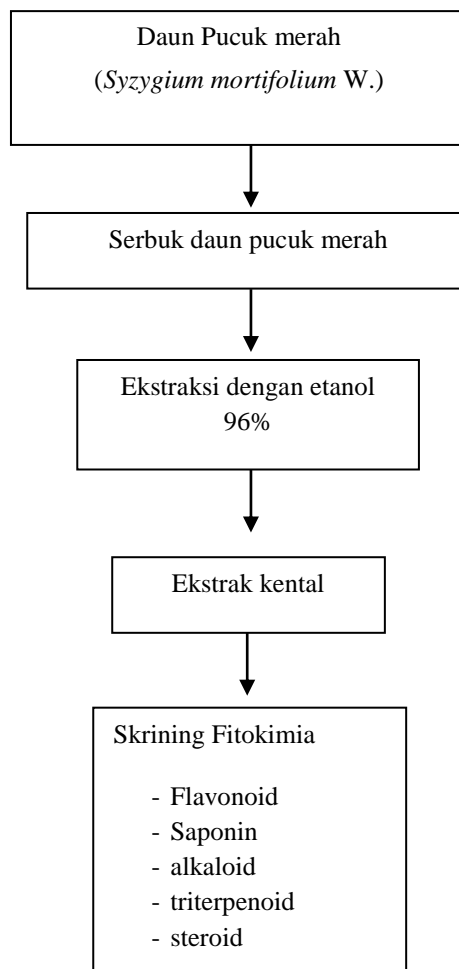 Daun Pucuk merah
(Syzygium mortifolium W.)
Serbuk daun pucuk merah
Ekstraksi dengan etanol
96%
Ekstrak kental
Skrining Fitokimia
- Flavonoid
- Saponin
- alkaloid
- triterpenoid
- steroid